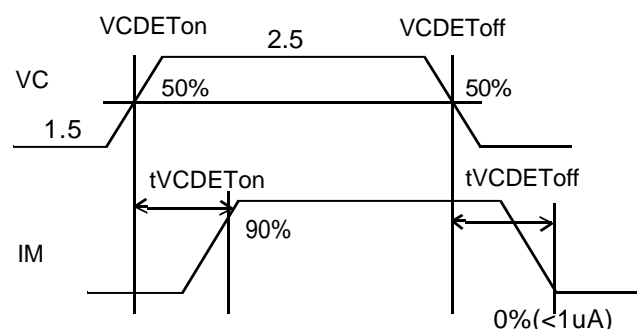 VCDETon
VCDEToff
2.5
VC
50%
50%
1.5
tVCDETon
tVCDEToff
90%
IM
0%(<1uA)